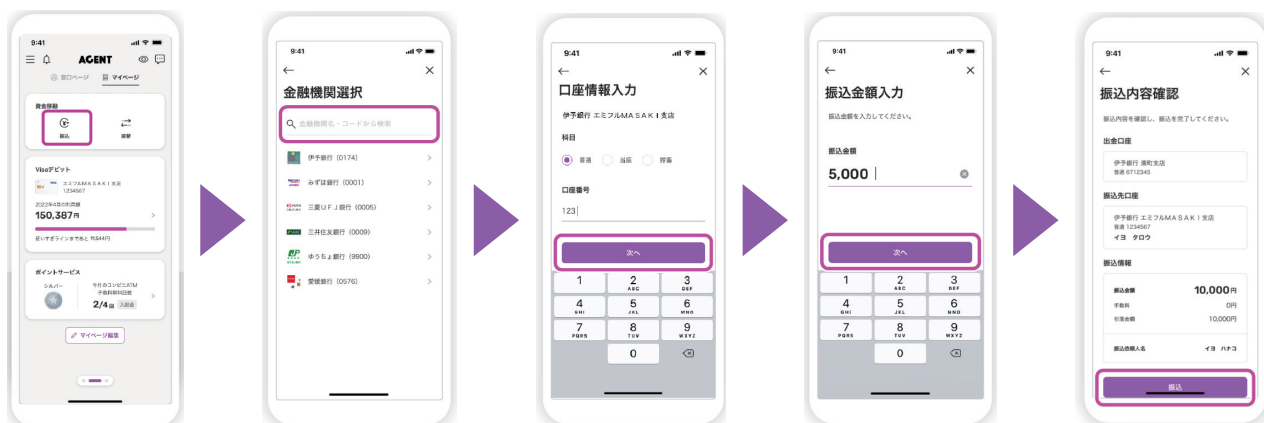 9:41
AGENT
窓口ページ
マイページ
資金移動
振込
振替
Visaデビット
エミフルMASAKI支店
1234567
2022年4月の利用額
150,387円
使いすぎラインまであと 11,544円
ポイントサービス
シルバー
今月のコンビニATM
手数料無料回数
2/4回
入出金
マイページ編集
9:41
金融機関選択
金融機関名・コードから検索
伊予銀行 (0174)
みずほ銀行 (0001)
三菱UFJ銀行 (0005)
三井住友銀行 (0009)
ゆうちょ銀行 (9900)
愛媛銀行 (0576)
9:41
口座情報入力
伊予銀行 エミフルMASAKI支店
科目
普通
当座
貯蓄
口座番号
123
次へ
1
2 ABC
3 DEF
4 GHI
5 JKL
6 MNO
7 PQRS
8 TUV
9 WXYZ
0
9:41
振込金額入力
振込金額を入力してください。
振込金額
5,000
次へ
1
2 ABC
3 DEF
4 GHI
5 JKL
6 MNO
7 PQRS
8 TUV
9 WXYZ
0
9:41
振込内容確認
振込内容を確認し、振込を完了してください。
出金口座
伊予銀行 湊町支店
普通 6712345
振込先口座
伊予銀行 エミフルMASAKI支店
普通 1234567
イヨ タロウ
振込情報
振込金額 10,000円
手数料 0円
引落金額 10,000円
振込依頼人名 イヨ ハナコ
振込